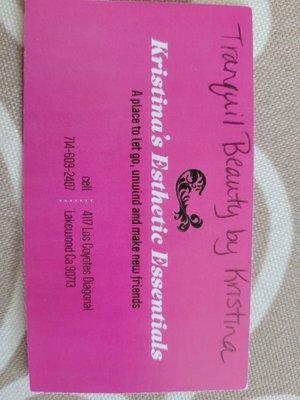 Tranquil Beauty by Kristina
Kristina's Esthetic Essentials
A place to let go, unwind and make new friends
cell
714-609-2407
4117 Los Coyotes Diagonal
Lakewood Ca 90713